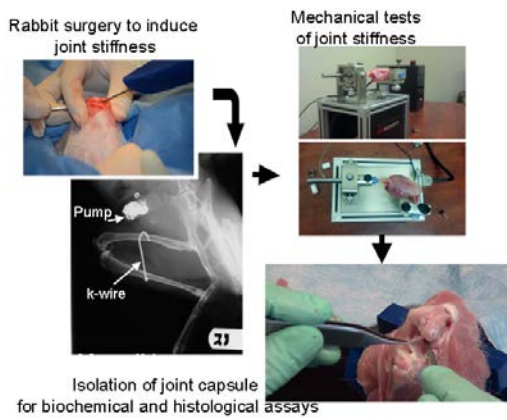 Rabbit surgery to induce
joint stiffness
Mechanical tests
of joint stiffness
Pump
k-wire
Isolation of joint capsule
for biochemical and histological assays